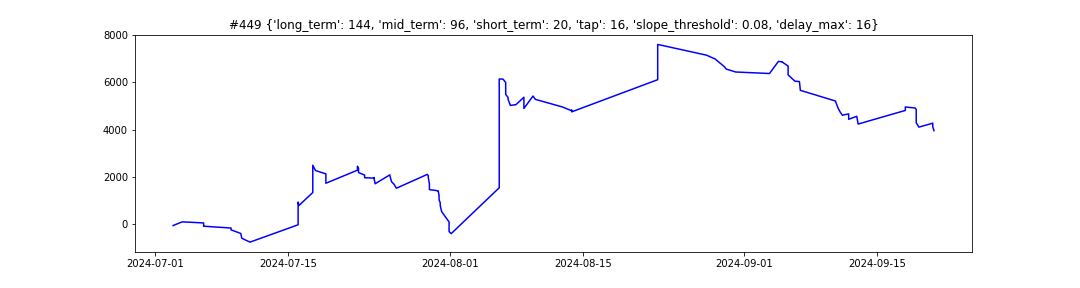 #449 {'long_term': 144, 'mid_term': 96, 'short_term': 20, 'tap': 16, 'slope_threshold': 0.08, 'delay_max': 16}
8000
6000
4000
2000
0
2024-07-01 2024-07-15 2024-08-01 2024-08-15 2024-09-01 2024-09-15